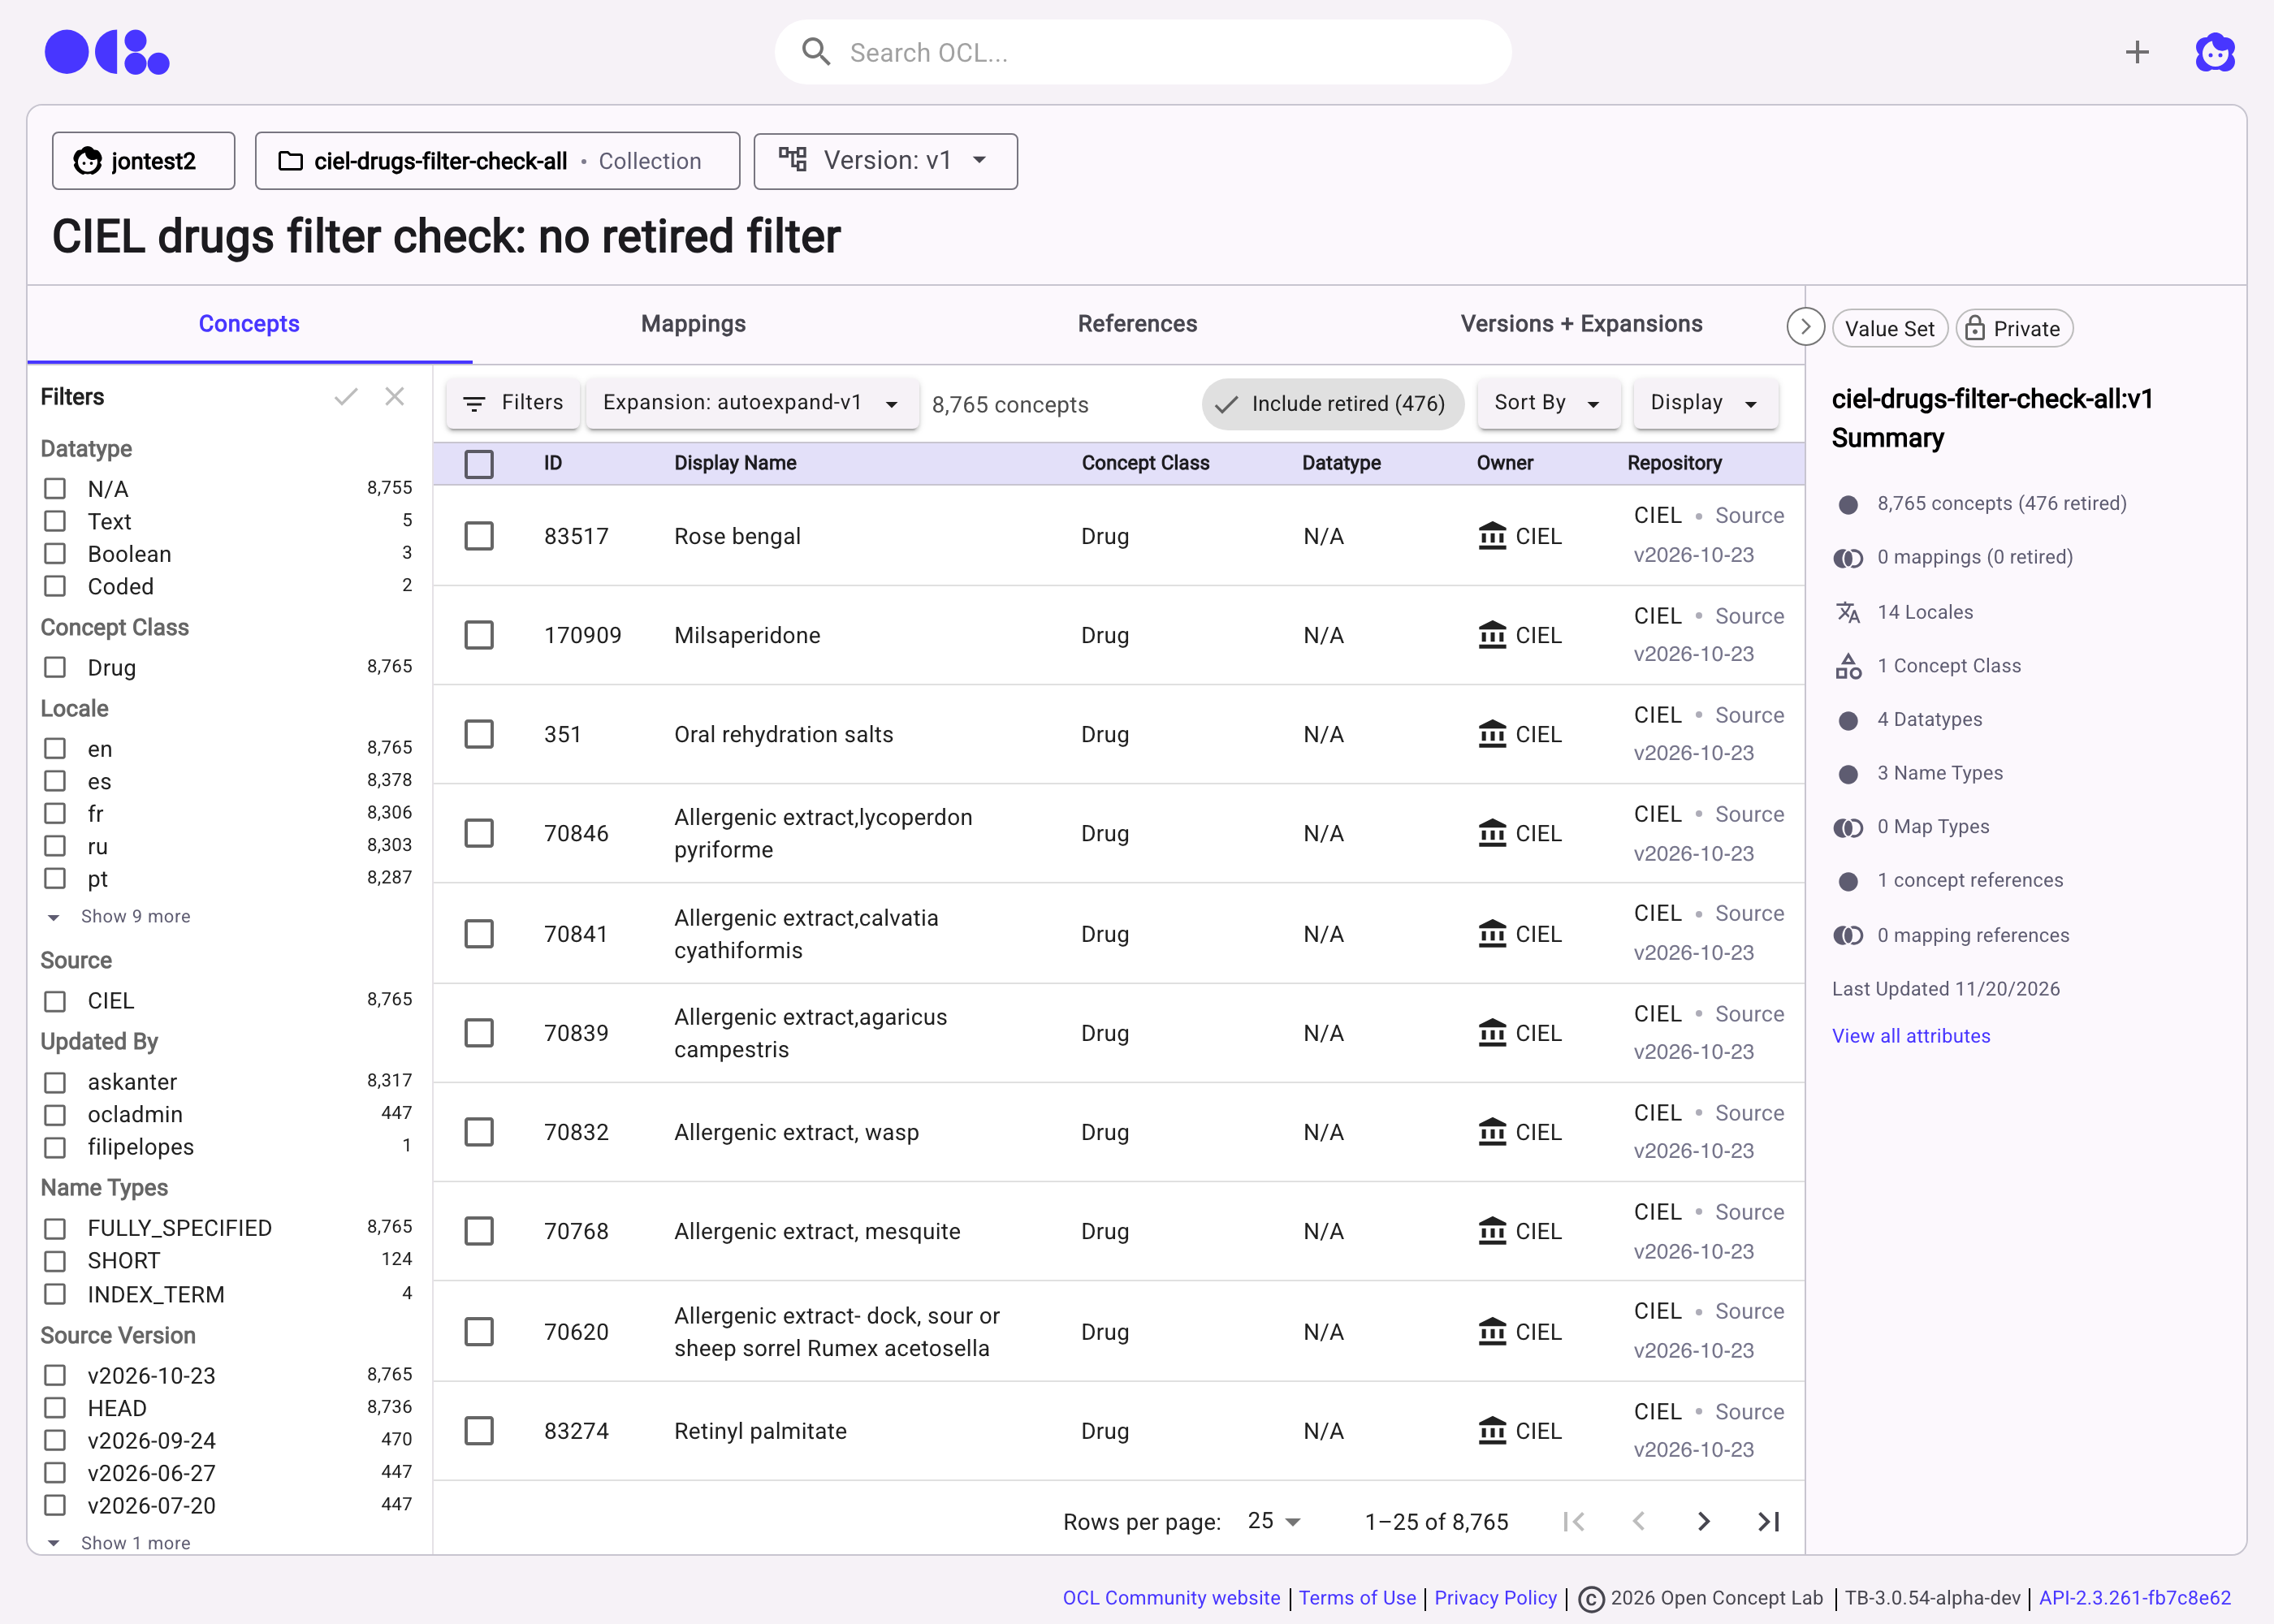 OCL
Search OCL...
jontest2
ciel-drugs-filter-check-all • Collection
Version: v1
CIEL drugs filter check: no retired filter
Concepts
Mappings
References
Versions + Expansions
Value Set
Private
Filters
Datatype
N/A 8,755
Text 5
Boolean 3
Coded 2
Concept Class
Drug 8,765
Locale
en 8,765
es 8,378
fr 8,306
ru 8,303
pt 8,287
Show 9 more
Source
CIEL 8,765
Updated By
askanter 8,317
ocladmin 447
filipelopes 1
Name Types
FULLY_SPECIFIED 8,765
SHORT 124
INDEX_TERM 4
Source Version
v2026-10-23 8,765
HEAD 8,736
v2026-09-24 470
v2026-06-27 447
v2026-07-20 447
Show 1 more
Filters
Expansion: autoexpand-v1
8,765 concepts
Include retired (476)
Sort By
Display
ID Display Name Concept Class Datatype Owner Repository
83517 Rose bengal Drug N/A CIEL CIEL • Source
v2026-10-23
170909 Milsaperidone Drug N/A CIEL CIEL • Source
v2026-10-23
351 Oral rehydration salts Drug N/A CIEL CIEL • Source
v2026-10-23
70846 Allergenic extract,lycoperdon pyriforme Drug N/A CIEL CIEL • Source
v2026-10-23
70841 Allergenic extract,calvatia cyathiformis Drug N/A CIEL CIEL • Source
v2026-10-23
70839 Allergenic extract,agaricus campestris Drug N/A CIEL CIEL • Source
v2026-10-23
70832 Allergenic extract, wasp Drug N/A CIEL CIEL • Source
v2026-10-23
70768 Allergenic extract, mesquite Drug N/A CIEL CIEL • Source
v2026-10-23
70620 Allergenic extract- dock, sour or sheep sorrel Rumex acetosella Drug N/A CIEL CIEL • Source
v2026-10-23
83274 Retinyl palmitate Drug N/A CIEL CIEL • Source
v2026-10-23
Rows per page: 25 1–25 of 8,765
ciel-drugs-filter-check-all:v1
Summary
8,765 concepts (476 retired)
0 mappings (0 retired)
14 Locales
1 Concept Class
4 Datatypes
3 Name Types
0 Map Types
1 concept references
0 mapping references
Last Updated 11/20/2026
View all attributes
OCL Community website | Terms of Use | Privacy Policy | © 2026 Open Concept Lab | TB-3.0.54-alpha-dev | API-2.3.261-fb7c8e62